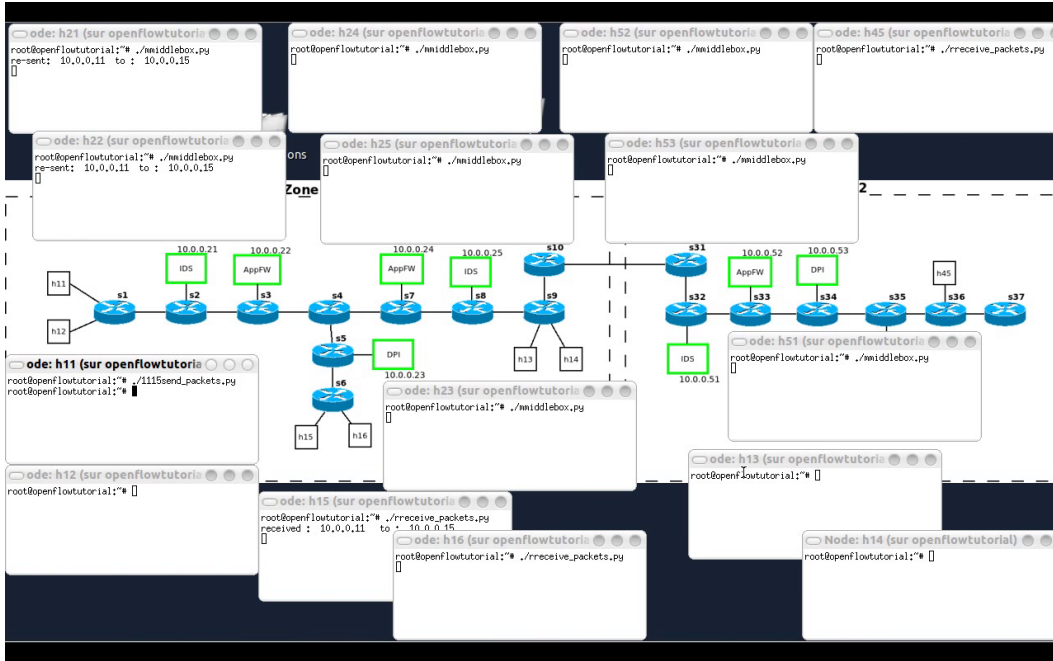 ode: h21 (sur openflowtutoria
root@openflowtutorial:~# ./mmiddlebox.py
re-sent:  10.0.0.11  to :  10.0.0.15
ode: h24 (sur openflowtutoria
root@openflowtutorial:~# ./mmiddlebox.py
ode: h52 (sur openflowtutoria
root@openflowtutorial:~# ./mmiddlebox.py
ode: h45 (sur openflowtutoria
root@openflowtutorial:~# ./rreceive_packets.py
ode: h22 (sur openflowtutoria
root@openflowtutorial:~# ./mmiddlebox.py
re-sent:  10.0.0.11  to :  10.0.0.15
ons
ode: h25 (sur openflowtutoria
root@openflowtutorial:~# ./mmiddlebox.py
ode: h53 (sur openflowtutoria
root@openflowtutorial:~# ./mmiddlebox.py
Zone
2
10.0.0.21
10.0.0.22
10.0.0.24
10.0.0.25
s10
s31
10.0.0.52
10.0.0.53
IDS
AppFW
AppFW
IDS
AppFW
DPI
h45
h11
s1
s2
s3
s4
s7
s8
s9
s32
s33
s34
s35
s36
s37
h12
s5
DPI
10.0.0.23
h13
h14
IDS
10.0.0.51
s6
h15
h16
ode: h51 (sur openflowtutoria
root@openflowtutorial:~# ./mmiddlebox.py
ode: h11 (sur openflowtutoria
root@openflowtutorial:~# ./1115send_packets.py
root@openflowtutorial:~#
ode: h23 (sur openflowtutoria
root@openflowtutorial:~# ./mmiddlebox.py
ode: h12 (sur openflowtutoria
root@openflowtutorial:~#
ode: h13 (sur openflowtutoria
root@openflowtutorial:~#
ode: h15 (sur openflowtutoria
root@openflowtutorial:~# ./rreceive_packets.py
received :  10.0.0.11   to :  10.0.0.15
ode: h16 (sur openflowtutoria
root@openflowtutorial:~# ./rreceive_packets.py
Node: h14 (sur openflowtutorial)
root@openflowtutorial:~#